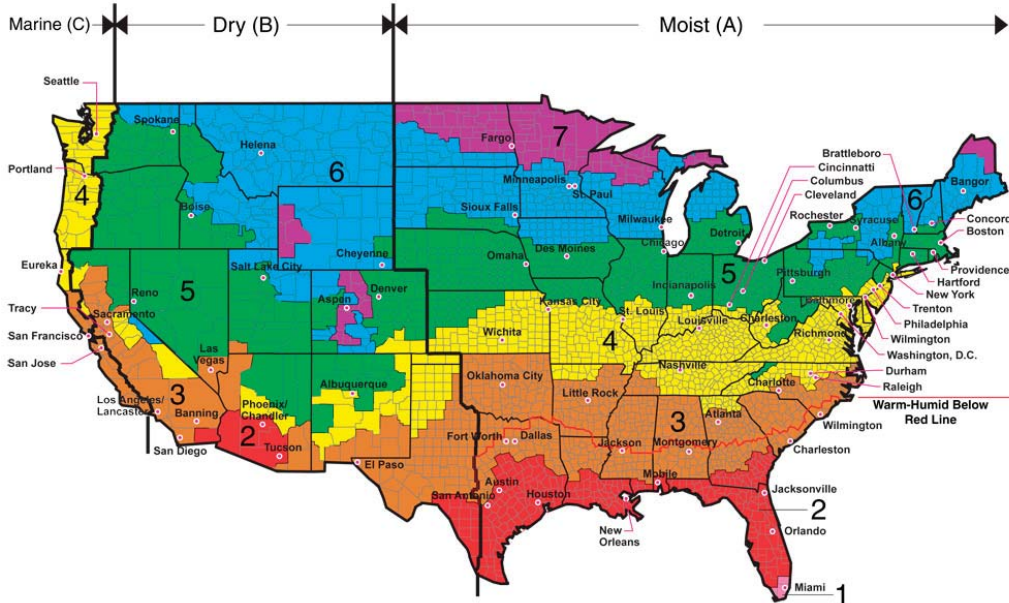 Marine (C)
Dry (B)
Moist (A)
Seattle
Spokane
Helena
Fargo
7
Brattleboro
Cincinnatti
Columbus
Cleveland
Portland
4
6
Minneapolis
St. Paul
Bangor
6
Boise
Sioux Falls
Milwaukee
Rochester
Syracuse
Concord
Boston
Albany
Detroit
Eureka
Cheyenne
Chicago
Des Moines
Omaha
Salt Lake City
5
Reno
5
Providence
Hartford
New York
Pittsburgh
Indianapolis
Denver
Aspen
Tracy
Sacramento
Kansas City
St. Louis
Louisville
Charleston
Baltimore
Trenton
Philadelphia
Wilmington
San Francisco
Wichita
4
Richmond
Washington, D.C.
San Jose
Las
Vegas
Nashville
Durham
Raleigh
3
Albuquerque
Oklahoma City
Little Rock
Charlotte
Los Angeles/
Lancaster
Banning
Phoenix/
Chandler
3
Atlanta
Warm-Humid Below
Red Line
2
Wilmington
San Diego
Tucson
El Paso
Fort Worth
Dallas
Jackson
Montgomery
Charleston
Mobile
Austin
San Antonio
Houston
Jacksonville
2
New
Orleans
Orlando
Miami
1